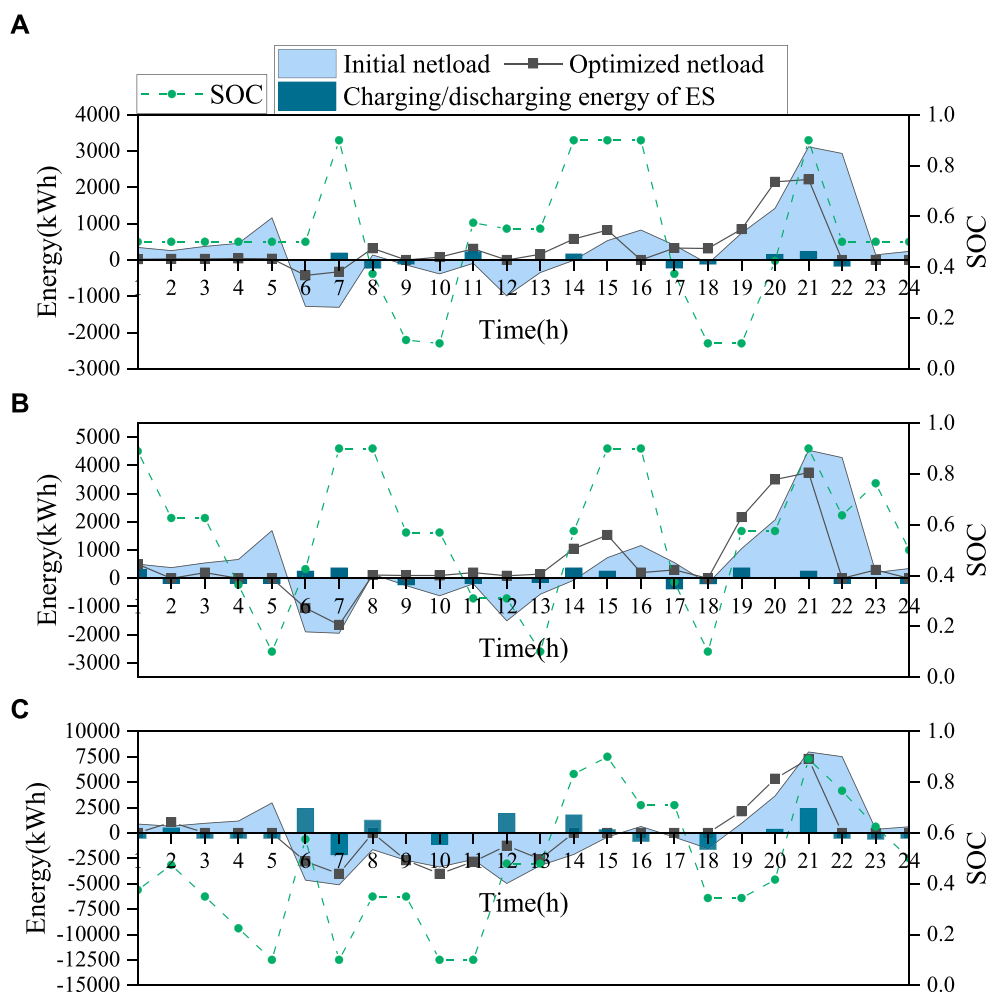 A
Initial netload Optimized netload
SOC Charging/discharging energy of ES
4000 1.0
3000 0.8
2000
1000 0.6
0 0.4
-1000 2 3 4 5 6 7 8 9 10 11 12 13 14 15 16 17 18 19 20 21 22 23 24
-2000 0.2
-3000 0.0
Energy(kWh) Time(h) SOC
B
5000 1.0
4000 0.8
3000
2000 0.6
1000
0 0.4
-1000 2 3 4 5 6 7 8 9 10 11 12 13 14 15 16 17 18 19 20 21 22 23 24
-2000 0.2
-3000 0.0
Energy(kWh) Time(h) SOC
C
10000 1.0
7500 0.8
5000
2500 0.6
0
-2500 2 3 4 5 6 7 8 9 10 11 12 13 14 15 16 17 18 19 20 21 22 23 24
-5000 0.4
-7500
-10000 0.2
-12500
-15000 0.0
Energy(kWh) Time(h) SOC